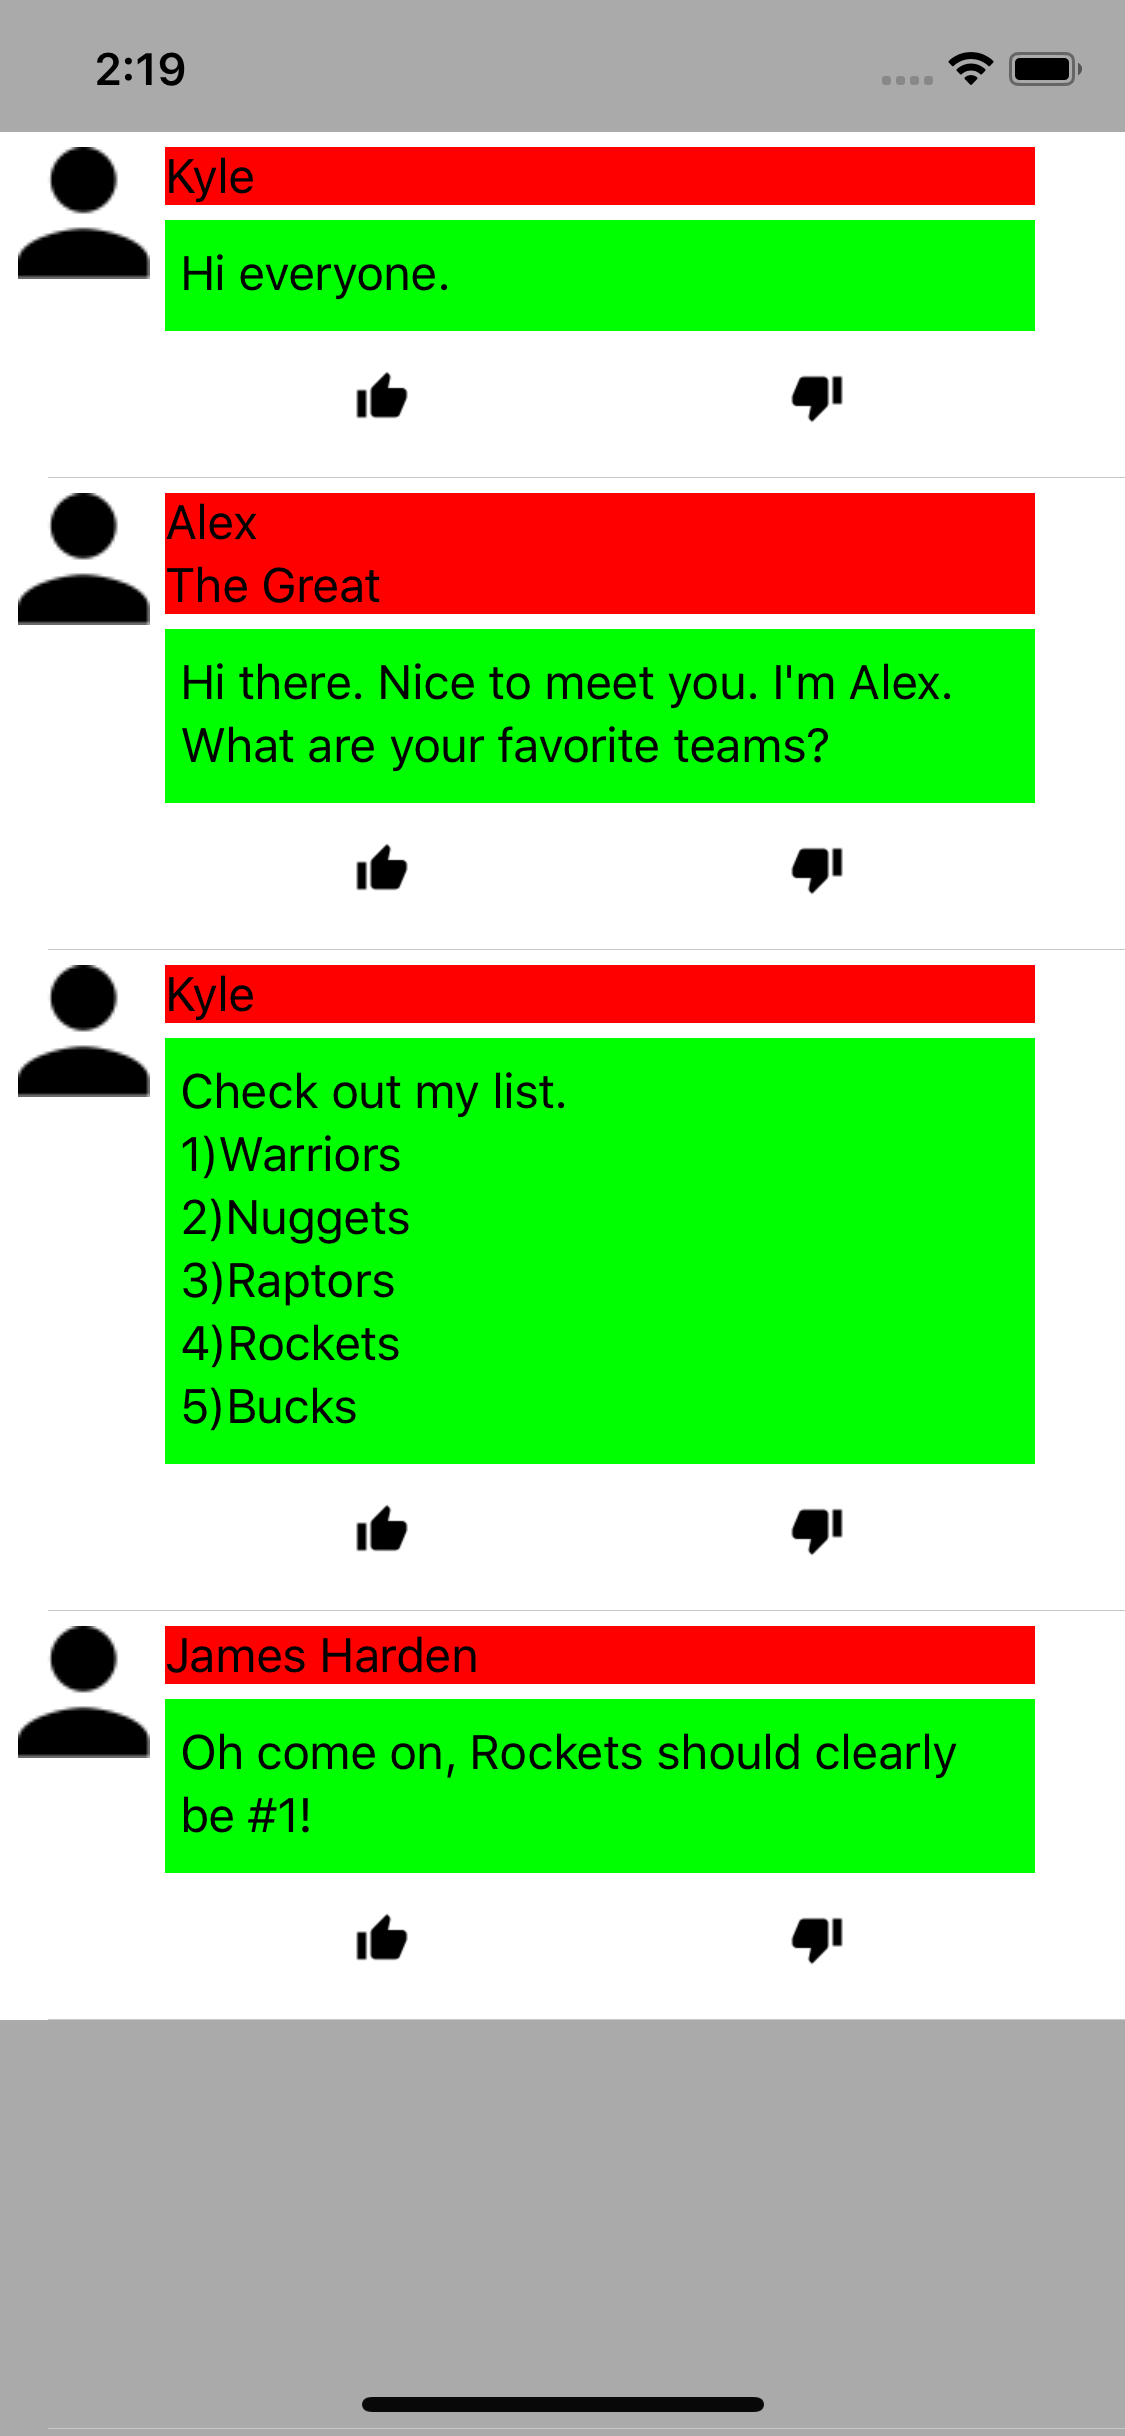 2:19
Kyle
Hi everyone.
Alex
The Great
Hi there. Nice to meet you. I'm Alex.
What are your favorite teams?
Kyle
Check out my list.
1)Warriors
2)Nuggets
3)Raptors
4)Rockets
5)Bucks
James Harden
Oh come on, Rockets should clearly
be #1!